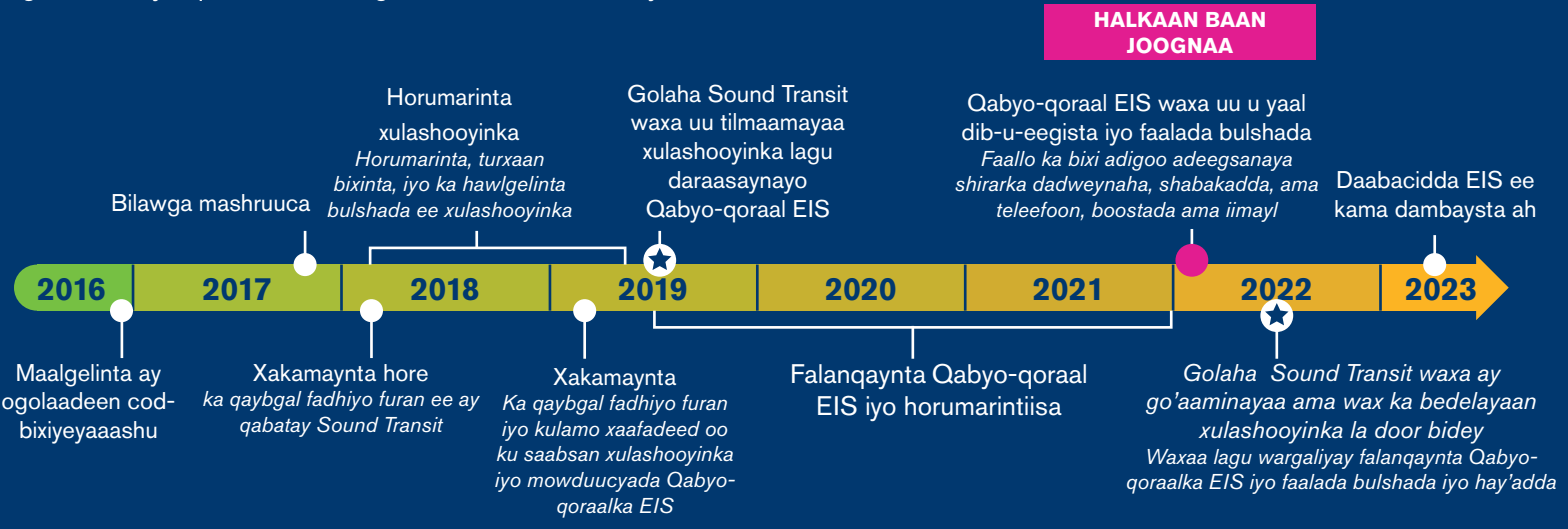 HALKAAN BAAN
JOOGNAA
Bilawga mashruuca
Horumarinta
xulashooyinka
Horumarinta, turxaan
bixinta, iyo ka hawlgelinta
bulshada ee xulashooyinka
Golaha Sound Transit
waxa uu tilmaamayaa
xulashooyinka lagu
daraasaynayo
Qabyo-qoraal EIS
Qabyo-qoraal EIS waxa uu u yaal
dib-u-eegista iyo faalada bulshada
Faallo ka bixi adigoo adeegsanaya
shirarka dadweynaha, shabakadda, ama
teleefoon, boostada ama iimayl
Daabacidda EIS ee
kama dambaysta ah
2016 2017 2018 2019 2020 2021 2022 2023
Maalgelinta ay
ogolaadeen cod-
bixiyeyaaashu
Xakamaynta hore
ka qaybgal fadhiyo furan ee ay
qabatay Sound Transit
Xakamaynta
Ka qaybgal fadhiyo furan
iyo kulamo xaafadeed oo
ku saabsan xulashooyinka
iyo mowduucyada Qabyo-
qoraalka EIS
Falanqaynta Qabyo-qoraal
EIS iyo horumarintiisa
Golaha Sound Transit waxa ay
go'aaminayaa ama wax ka bedelayaan
xulashooyinka la door bidey
Waxaa lagu wargaliyay falanqaynta Qabyo-
qoraalka EIS iyo faalada bulshada iyo hay'adda